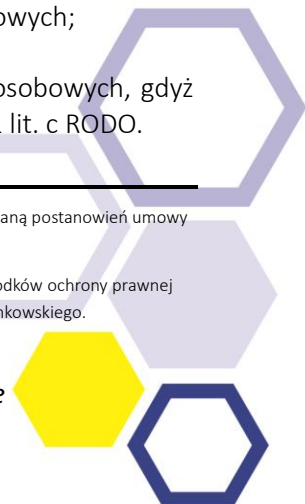 owych;
osobowych, gdyż
lit. c RODO.
aną postanowień umowy
odków ochrony prawnej
nkowskiego.
e